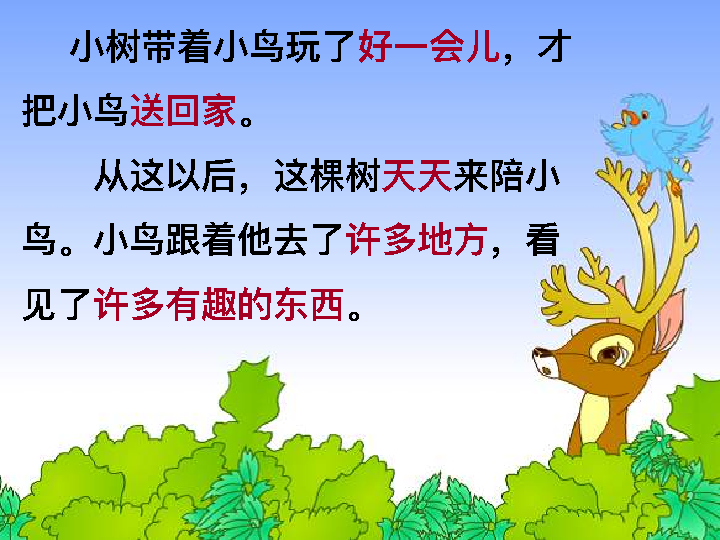 小树带着小鸟玩了好一会儿，才
把小鸟送回家。
从这以后，这棵树天天来陪小
鸟。小鸟跟着他去了许多地方，看
见了许多有趣的东西。